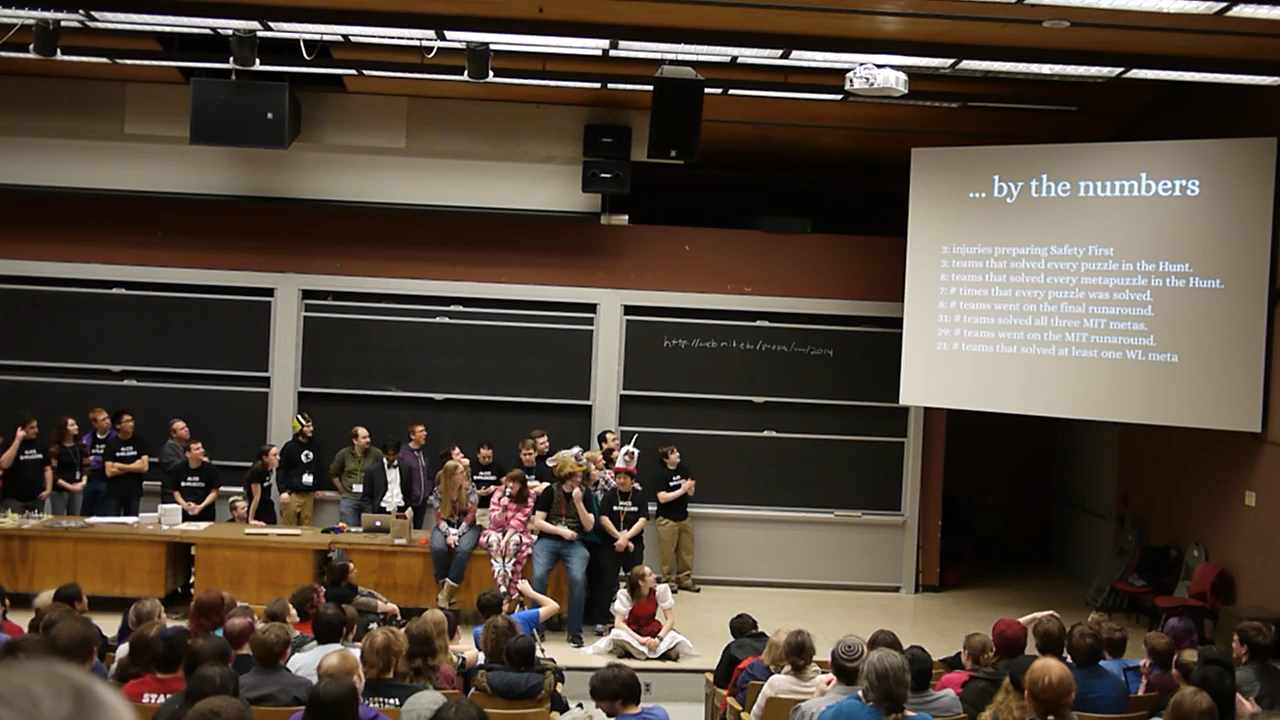 ... by the numbers
3: injuries preparing Safety First
3: teams that solved every puzzle in the Hunt.
8: teams that solved every metapuzzle in the Hunt.
7: # times that every puzzle was solved.
8: # teams went on the final runaround.
31: # teams solved all three MIT metas.
29: # teams went on the MIT runaround.
21: # teams that solved at least one WL meta
2014